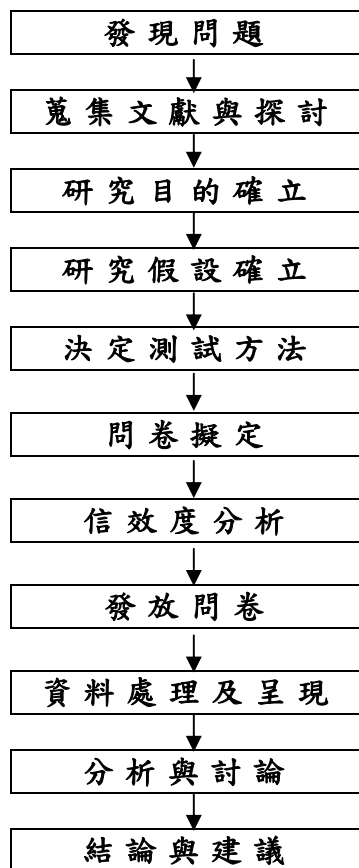 發現問題
蒐集文獻與探討
研究目的確立
研究假設確立
決定測試方法
問卷擬定
信效度分析
發放問卷
資料處理及呈現
分析與討論
結論與建議